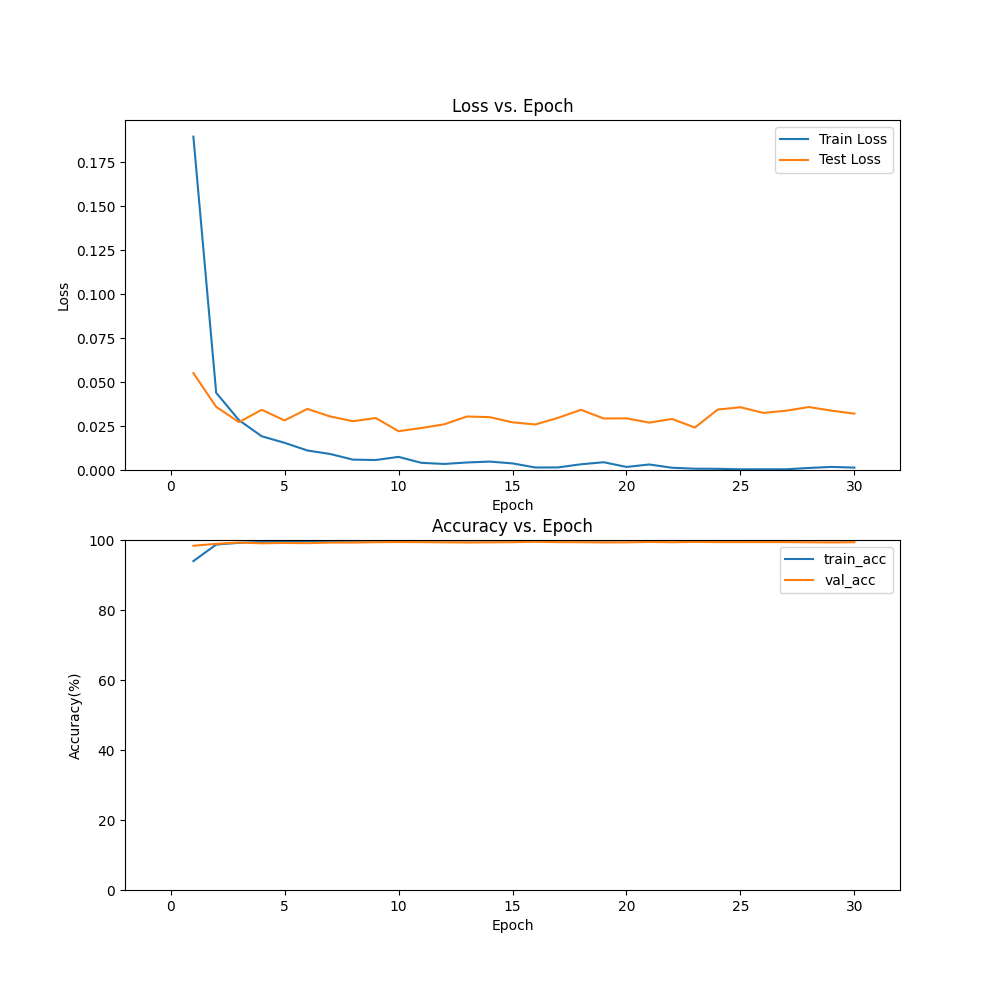 Loss vs. Epoch
Train Loss
Test Loss
0.175
0.150
0.125
0.100
0.075
0.050
0.025
0.000
Loss
0 5 10 15 20 25 30
Epoch
Accuracy vs. Epoch
train_acc
val_acc
100
80
60
40
20
0
Accuracy(%)
0 5 10 15 20 25 30
Epoch